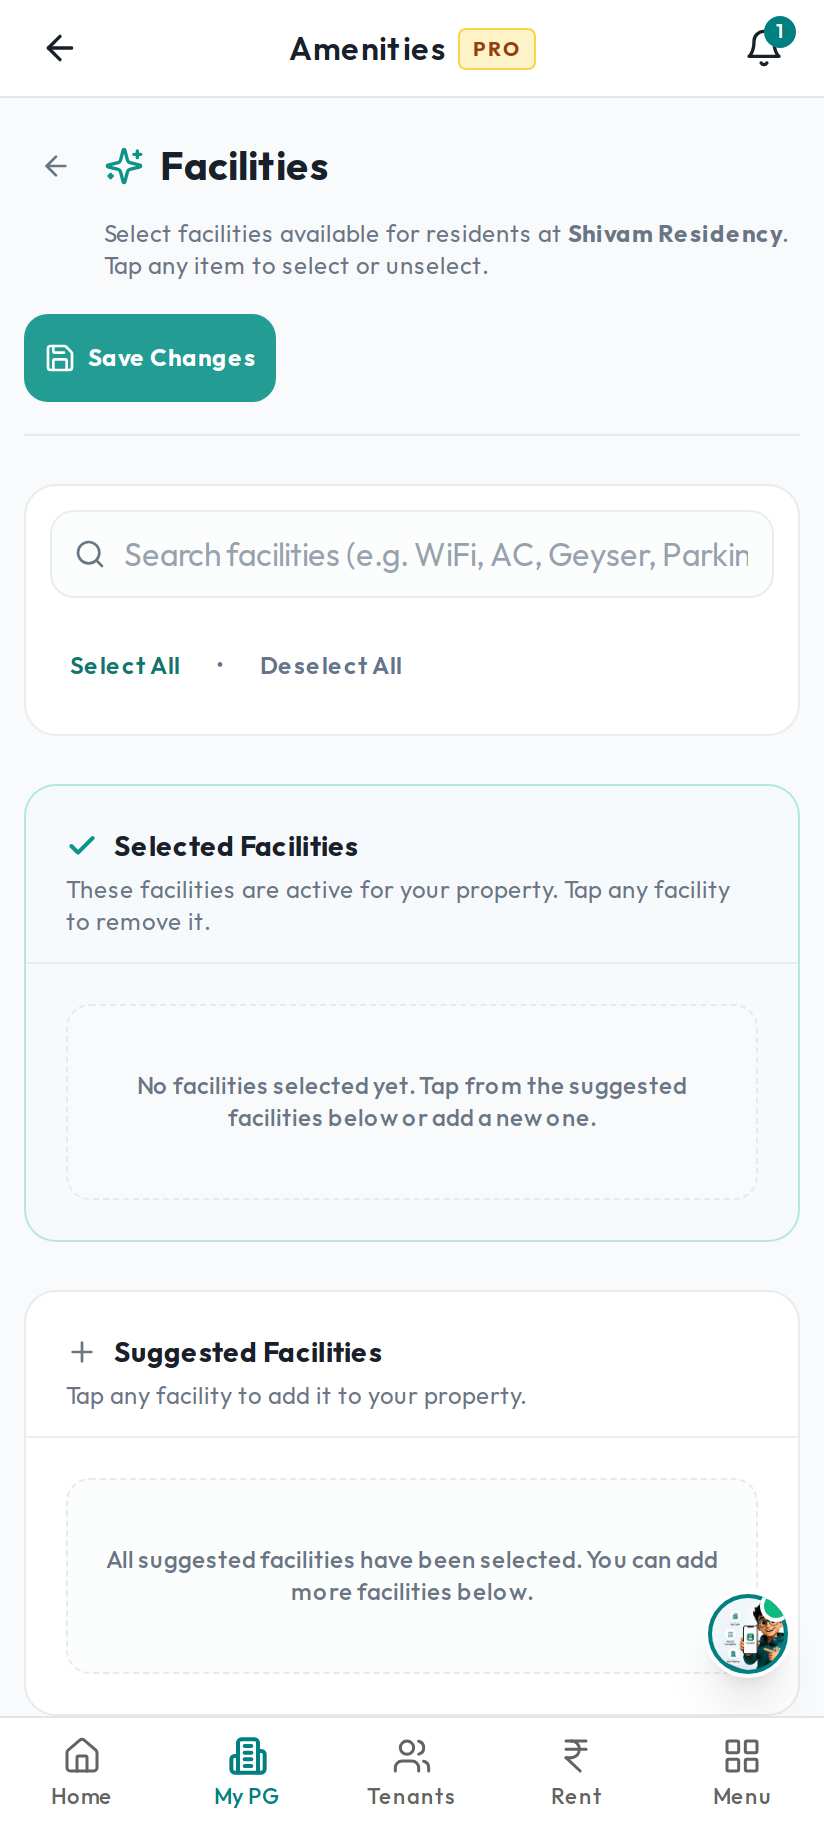 Amenities PRO
1
Facilities
Select facilities available for residents at Shivam Residency.
Tap any item to select or unselect.
Save Changes
Search facilities (e.g. WiFi, AC, Geyser, Parkin
Select All • Deselect All
Selected Facilities
These facilities are active for your property. Tap any facility
to remove it.
No facilities selected yet. Tap from the suggested
facilities below or add a new one.
Suggested Facilities
Tap any facility to add it to your property.
All suggested facilities have been selected. You can add
more facilities below.
Home
My PG
Tenants
Rent
Menu